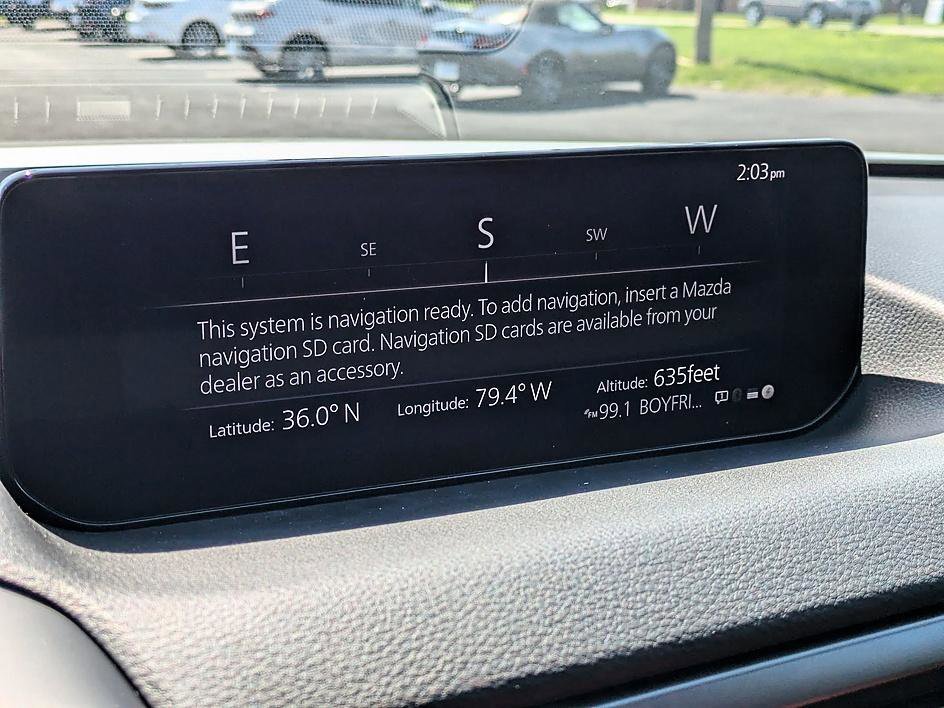 2:03pm
E SE S SW W
This system is navigation ready. To add navigation, insert a Mazda
navigation SD card. Navigation SD cards are available from your
dealer as an accessory.
Latitude: 36.0° N Longitude: 79.4° W Altitude: 635feet
FM 99.1 BOYFRI...